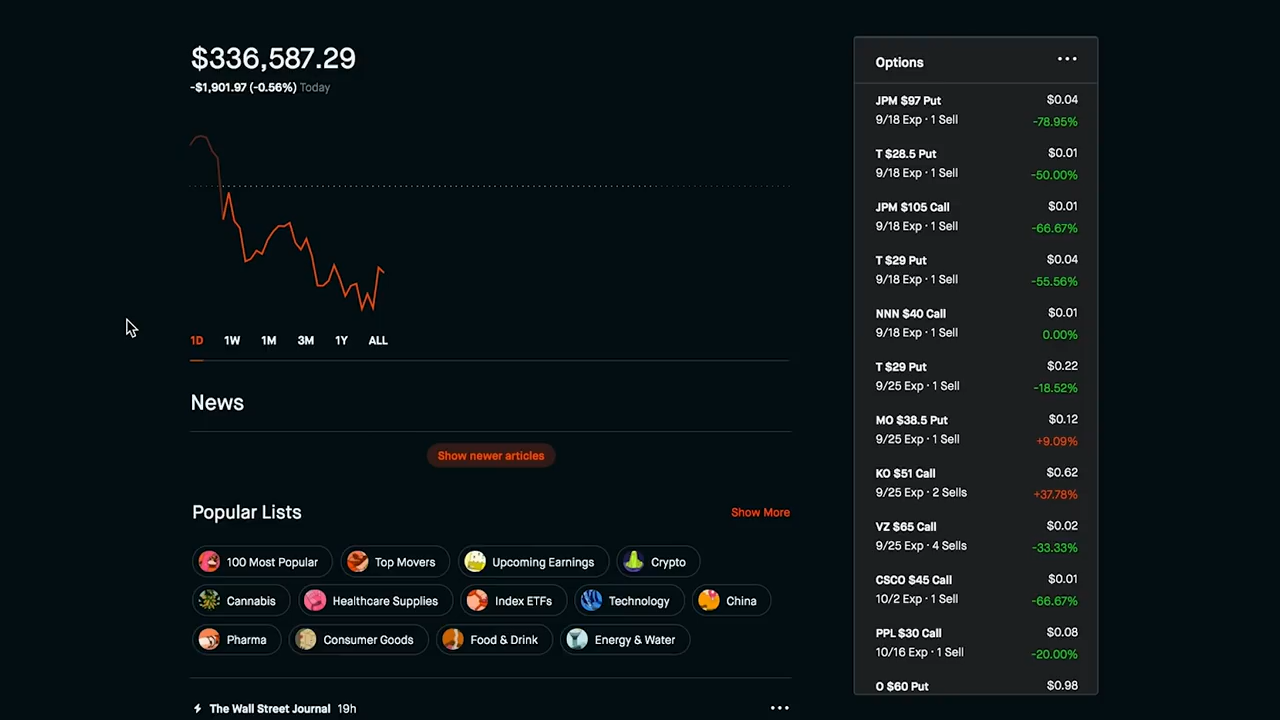 $336,587.29
-$1,901.97 (-0.56%) Today
1D 1W 1M 3M 1Y ALL
News
Show newer articles
Popular Lists
Show More
100 Most Popular Top Movers Upcoming Earnings Crypto
Cannabis Healthcare Supplies Index ETFs Technology China
Pharma Consumer Goods Food & Drink Energy & Water
The Wall Street Journal 19h
Options
JPM $97 Put $0.04
9/18 Exp · 1 Sell -78.95%
T $28.5 Put $0.01
9/18 Exp · 1 Sell -50.00%
JPM $105 Call $0.01
9/18 Exp · 1 Sell -66.67%
T $29 Put $0.04
9/18 Exp · 1 Sell -55.56%
NNN $40 Call $0.01
9/18 Exp · 1 Sell 0.00%
T $29 Put $0.22
9/25 Exp · 1 Sell -18.52%
MO $38.5 Put $0.12
9/25 Exp · 1 Sell +9.09%
KO $51 Call $0.62
9/25 Exp · 2 Sells +37.78%
VZ $65 Call $0.02
9/25 Exp · 4 Sells -33.33%
CSCO $45 Call $0.01
10/2 Exp · 1 Sell -66.67%
PPL $30 Call $0.08
10/16 Exp · 1 Sell -20.00%
O $60 Put $0.98